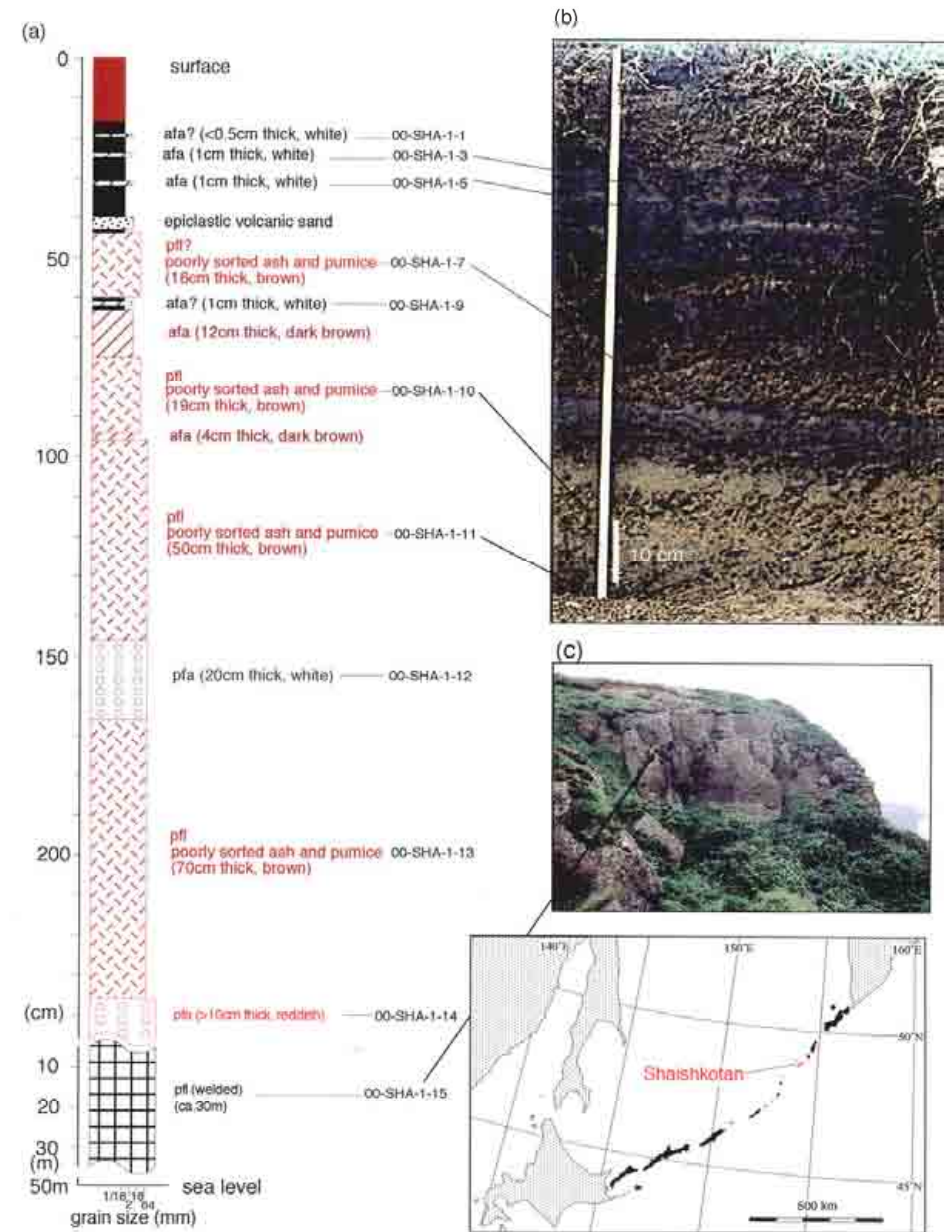 (a)
0
surface
afa? (<0.5cm thick, white) 00-SHA-1-1
afa (1cm thick, white) 00-SHA-1-3
afa (1cm thick, white) 00-SHA-1-5
epiclastic volcanic sand
50
pfl?
poorly sorted ash and pumice 00-SHA-1-7
(16cm thick, brown)
afa? (1cm thick, white) 00-SHA-1-9
afa (12cm thick, dark brown)
pfl
poorly sorted ash and pumice 00-SHA-1-10
(19cm thick, brown)
100
afa (4cm thick, dark brown)
pfl
poorly sorted ash and pumice 00-SHA-1-11
(50cm thick, brown)
150
pfa (20cm thick, white) 00-SHA-1-12
pfl
200
poorly sorted ash and pumice 00-SHA-1-13
(70cm thick, brown)
(cm)
pfa (>10cm thick, reddish) 00-SHA-1-14
10
pfl (welded) 00-SHA-1-15
20
(ca 30m)
30
(m)
50m
sea level
1/16 2 16 64
grain size (mm)
(b)
10 cm
(c)
140°E
150°E
160°E
50°N
Shaishkotan
45°N
500 km